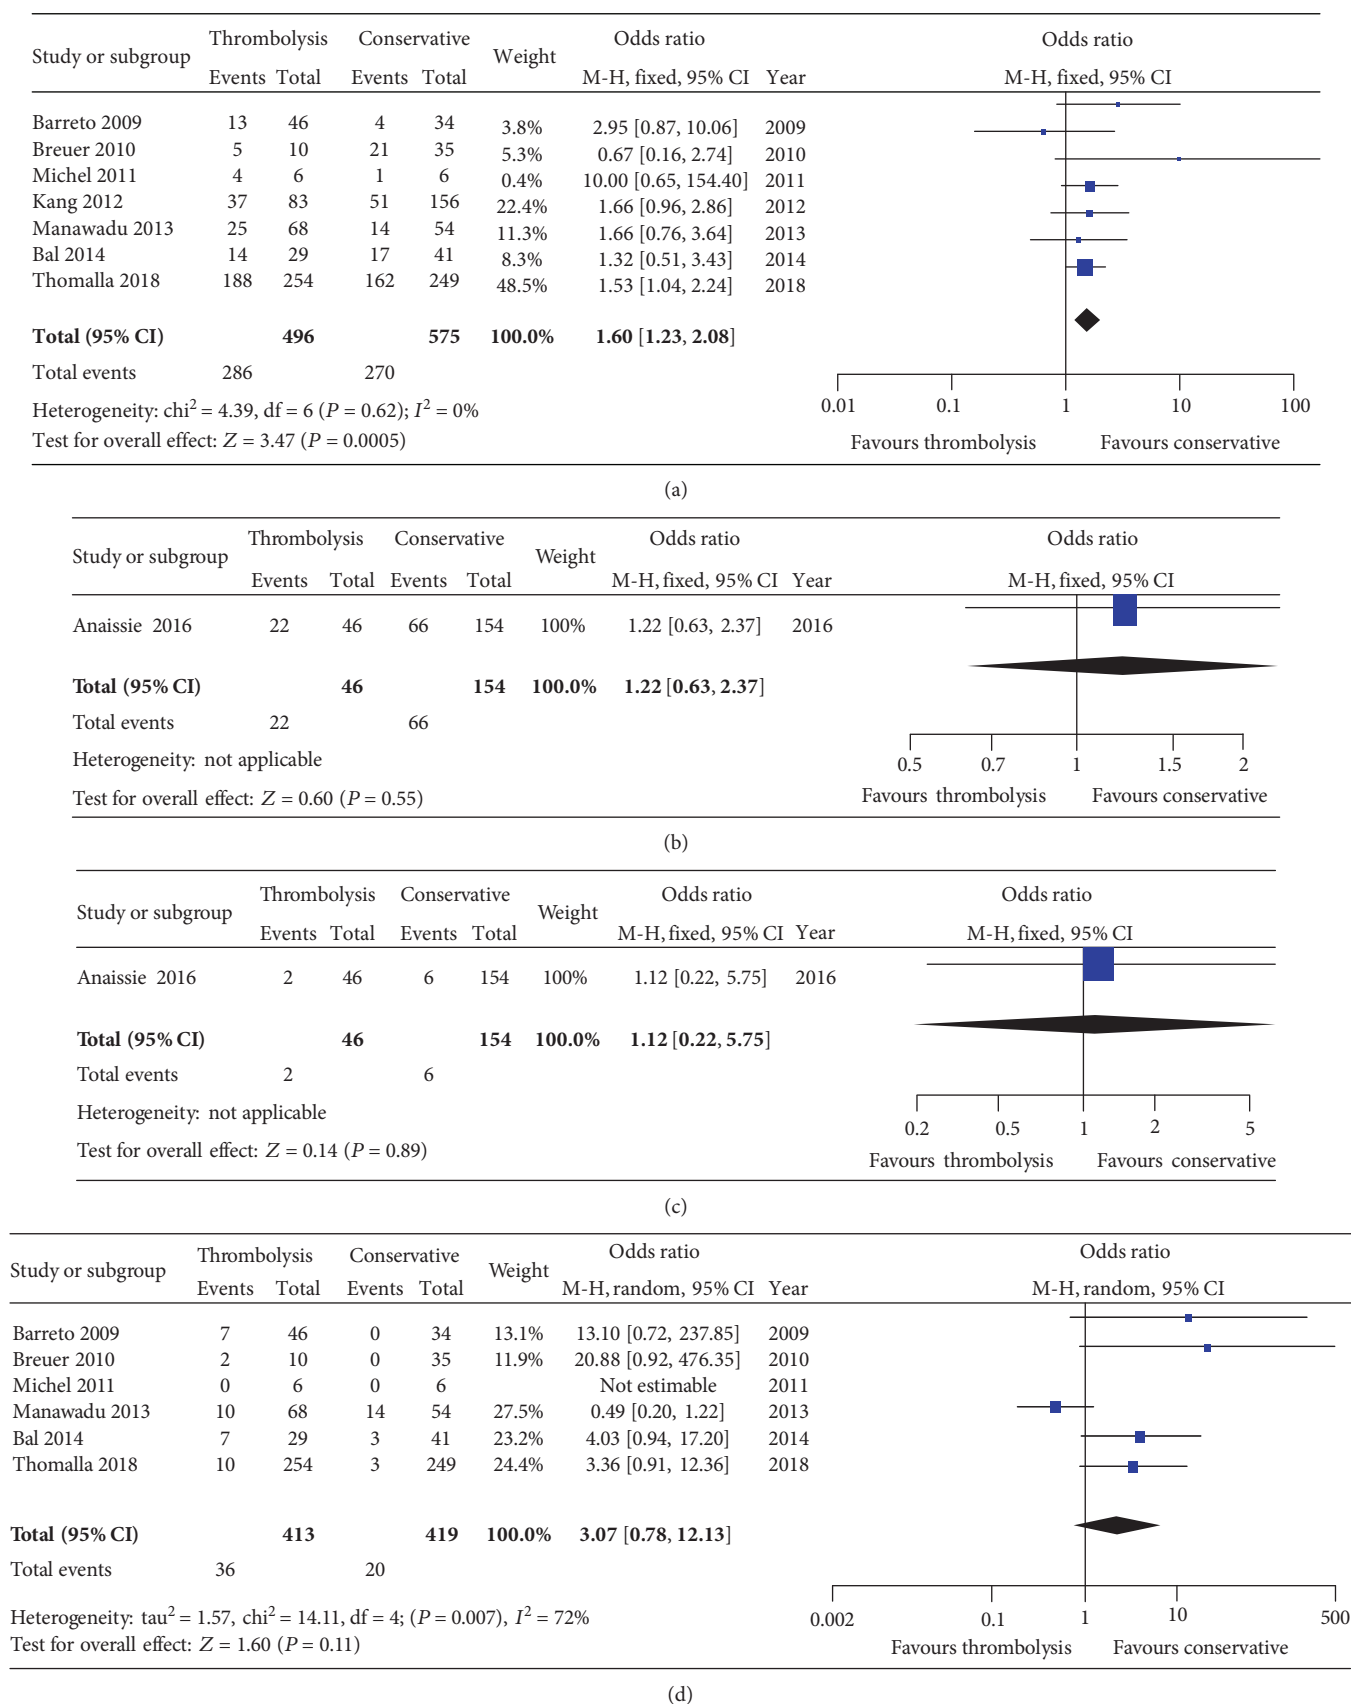 Study or subgroup Thrombolysis Conservative Weight Odds ratio Odds ratio
Events Total Events Total M-H, fixed, 95% CI Year M-H, fixed, 95% CI
Barreto 2009 13 46 4 34 3.8% 2.95 [0.87, 10.06] 2009
Breuer 2010 5 10 21 35 5.3% 0.67 [0.16, 2.74] 2010
Michel 2011 4 6 1 6 0.4% 10.00 [0.65, 154.40] 2011
Kang 2012 37 83 51 156 22.4% 1.66 [0.96, 2.86] 2012
Manawadu 2013 25 68 14 54 11.3% 1.66 [0.76, 3.64] 2013
Bal 2014 14 29 17 41 8.3% 1.32 [0.51, 3.43] 2014
Thomalla 2018 188 254 162 249 48.5% 1.53 [1.04, 2.24] 2018
Total (95% CI) 496 575 100.0% 1.60 [1.23, 2.08]
Total events 286 270
Heterogeneity: chi² = 4.39, df = 6 (P = 0.62); I² = 0%
0.01 0.1 1 10 100
Test for overall effect: Z = 3.47 (P = 0.0005)
Favours thrombolysis Favours conservative
(a)
Study or subgroup Thrombolysis Conservative Weight Odds ratio Odds ratio
Events Total Events Total M-H, fixed, 95% CI Year M-H, fixed, 95% CI
Anaissie 2016 22 46 66 154 100% 1.22 [0.63, 2.37] 2016
Total (95% CI) 46 154 100.0% 1.22 [0.63, 2.37]
Total events 22 66
Heterogeneity: not applicable
0.5 0.7 1 1.5 2
Test for overall effect: Z = 0.60 (P = 0.55)
Favours thrombolysis Favours conservative
(b)
Study or subgroup Thrombolysis Conservative Weight Odds ratio Odds ratio
Events Total Events Total M-H, fixed, 95% CI Year M-H, fixed, 95% CI
Anaissie 2016 2 46 6 154 100% 1.12 [0.22, 5.75] 2016
Total (95% CI) 46 154 100.0% 1.12 [0.22, 5.75]
Total events 2 6
Heterogeneity: not applicable
0.2 0.5 1 2 5
Test for overall effect: Z = 0.14 (P = 0.89)
Favours thrombolysis Favours conservative
(c)
Study or subgroup Thrombolysis Conservative Weight Odds ratio Odds ratio
Events Total Events Total M-H, random, 95% CI Year M-H, random, 95% CI
Barreto 2009 7 46 0 34 13.1% 13.10 [0.72, 237.85] 2009
Breuer 2010 2 10 0 35 11.9% 20.88 [0.92, 476.35] 2010
Michel 2011 0 6 0 6 Not estimable 2011
Manawadu 2013 10 68 14 54 27.5% 0.49 [0.20, 1.22] 2013
Bal 2014 7 29 3 41 23.2% 4.03 [0.94, 17.20] 2014
Thomalla 2018 10 254 3 249 24.4% 3.36 [0.91, 12.36] 2018
Total (95% CI) 413 419 100.0% 3.07 [0.78, 12.13]
Total events 36 20
Heterogeneity: tau² = 1.57, chi² = 14.11, df = 4; (P = 0.007), I² = 72%
0.002 0.1 1 10 500
Test for overall effect: Z = 1.60 (P = 0.11)
Favours thrombolysis Favours conservative
(d)